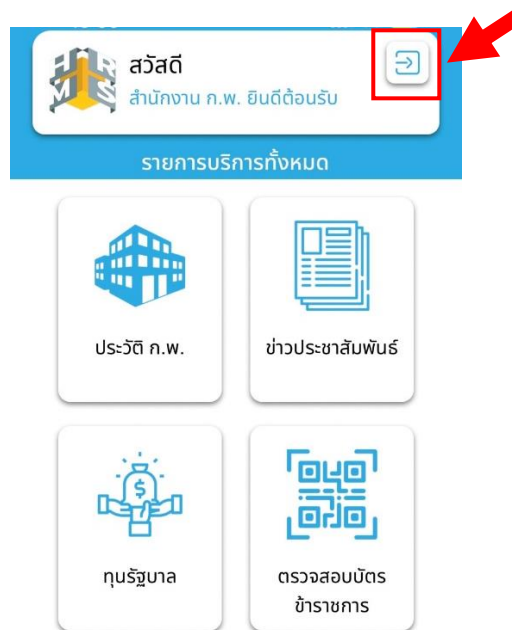 HR
MS
สวัสดี
สำนักงาน ก.พ. ยินดีต้อนรับ
รายการบริการทั้งหมด
ประวัติ ก.พ.
ข่าวประชาสัมพันธ์
$
ทุนรัฐบาล
ตรวจสอบบัตร
ข้าราชการ